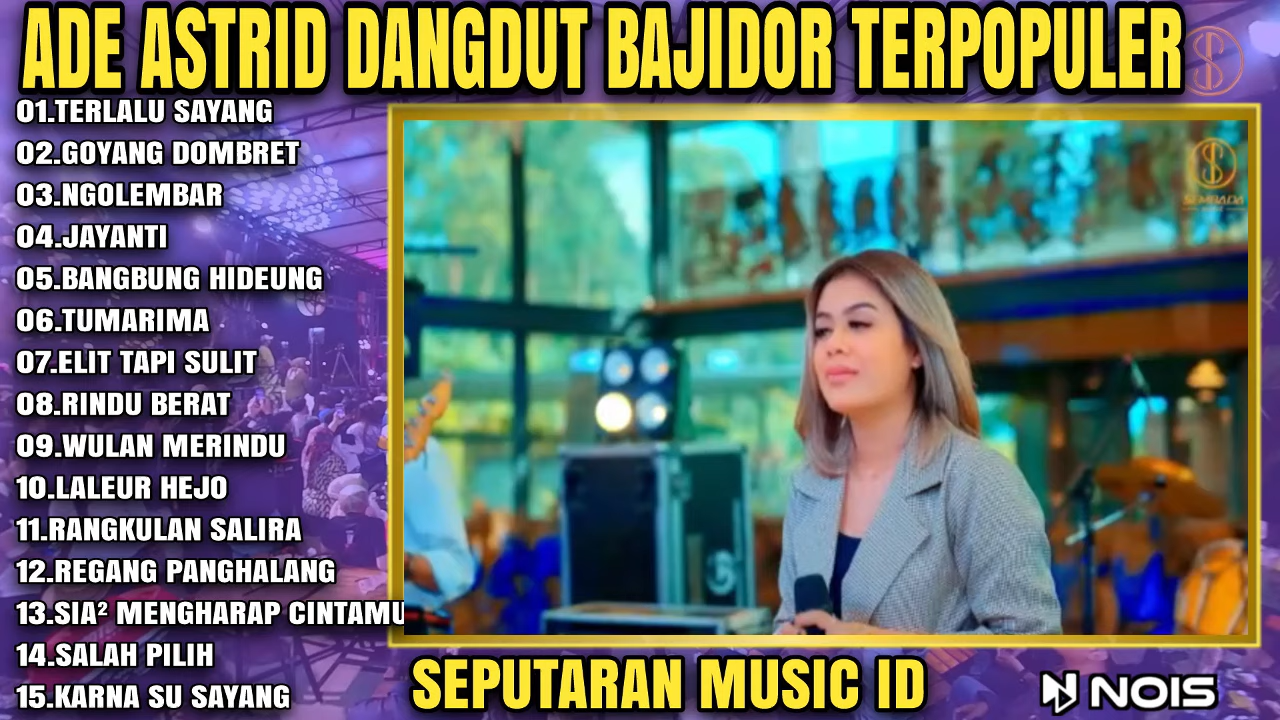 ADE ASTRID DANGDUT BAJIDOR TERPOPULER
01.TERLALU SAYANG
02.GOYANG DOMBRET
03.NGOLEMBAR
04.JAYANTI
05.BANGBUNG HIDEUNG
06.TUMARIMA
07.ELIT TAPI SULIT
08.RINDU BERAT
09.WULAN MERINDU
10.LALEUR HEJO
11.RANGKULAN SALIRA
12.REGANG PANGHALANG
13.SIA² MENGHARAP CINTAMU
14.SALAH PILIH
15.KARNA SU SAYANG
SEMBADA
SEPUTARAN MUSIC ID
NOIS